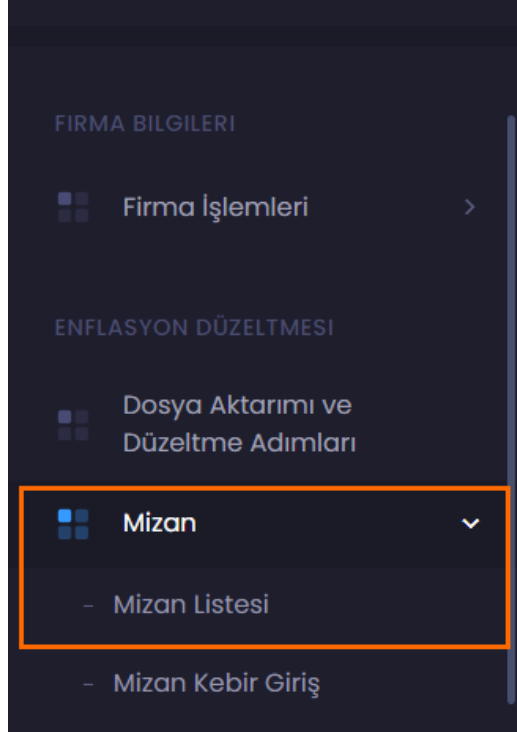 FIRMA BILGILERI
Firma İşlemleri
ENFLASYON DÜZELTMESI
Dosya Aktarımı ve
Düzeltme Adımları
Mizan
- Mizan Listesi
- Mizan Kebir Giriş